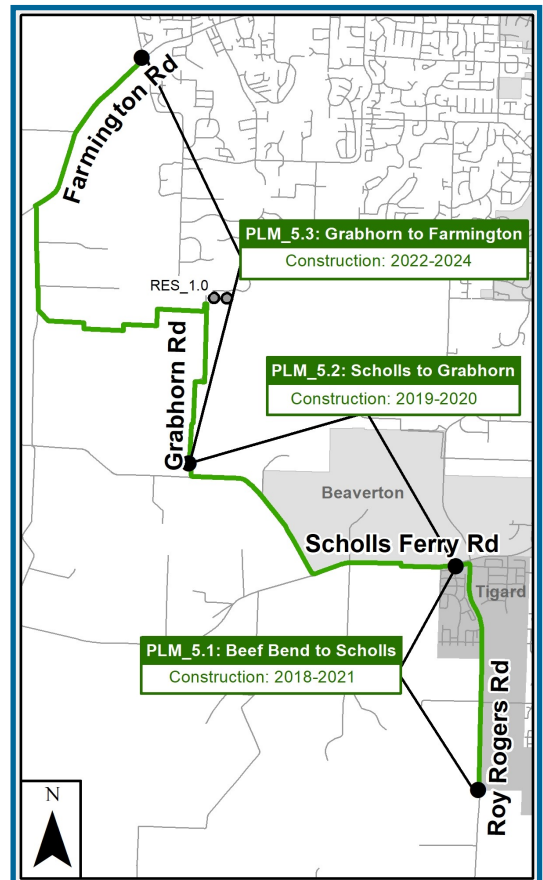 Farmington Rd
PLM_5.3: Grabhorn to Farmington
Construction: 2022-2024
RES_1.0
Grabhorn Rd
PLM_5.2: Scholls to Grabhorn
Construction: 2019-2020
Beaverton
Scholls Ferry Rd
Tigard
PLM_5.1: Beef Bend to Scholls
Construction: 2018-2021
Roy Rogers Rd
N